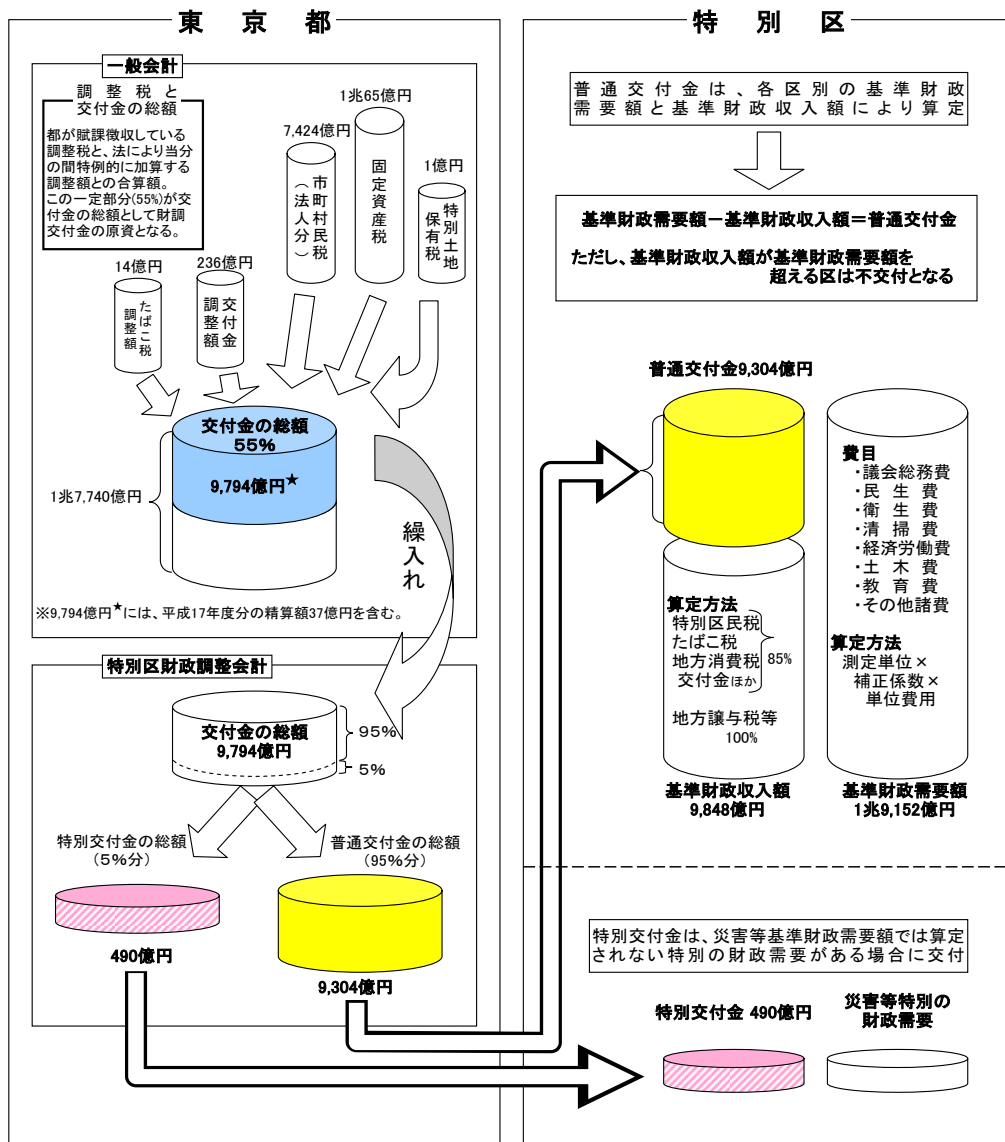 東京都
一般会計
調整税と
交付金の総額
都が賦課徴収している
調整税と、法により当分
の間特例的に加算する
調整額との合算額。
この一定部分(55%)が交
付金の総額として財調
交付金の原資となる。
14億円
たばこ税
調整額
236億円
交付金
調整額
7,424億円
市町村民税
(法人分)
1兆65億円
固定資産税
1億円
特別土地
保有税
交付金の総額
55%
9,794億円★
1兆7,740億円
繰入れ
※9,794億円★には、平成17年度分の精算額37億円を含む。
特別区財政調整会計
交付金の総額
9,794億円
95%
5%
特別交付金の総額
(5%分)
490億円
普通交付金の総額
(95%分)
9,304億円
特別区
普通交付金は、各区別の基準財政
需要額と基準財政収入額により算定
基準財政需要額−基準財政収入額=普通交付金
ただし、基準財政収入額が基準財政需要額を
超える区は不交付となる
普通交付金9,304億円
算定方法
特別区民税
たばこ税
地方消費税
交付金ほか
85%
地方譲与税等
100%
基準財政収入額
9,848億円
費目
・議会総務費
・民生費
・衛生費
・清掃費
・経済労働費
・土木費
・教育費
・その他諸費
算定方法
測定単位×
補正係数×
単位費用
基準財政需要額
1兆9,152億円
特別交付金は、災害等基準財政需要額では算定
されない特別の財政需要がある場合に交付
特別交付金 490億円
災害等特別の
財政需要